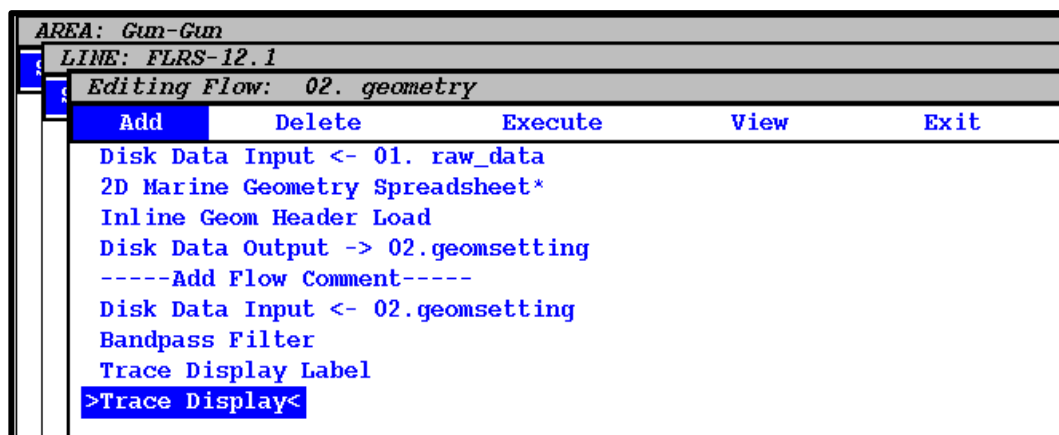 AREA: Gun-Gun
LINE: FLRS-12.1
Editing Flow: 02. geometry
Add Delete Execute View Exit
Disk Data Input <- 01. raw_data
2D Marine Geometry Spreadsheet*
Inline Geom Header Load
Disk Data Output -> 02.geomsetting
-----Add Flow Comment-----
Disk Data Input <- 02.geomsetting
Bandpass Filter
Trace Display Label
>Trace Display<